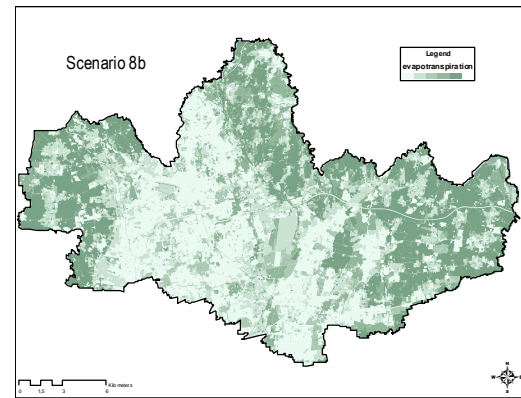 Scenario 8b
Legend
evapotranspiration
Kilometers
0 1,5 3 6
N
W E
S